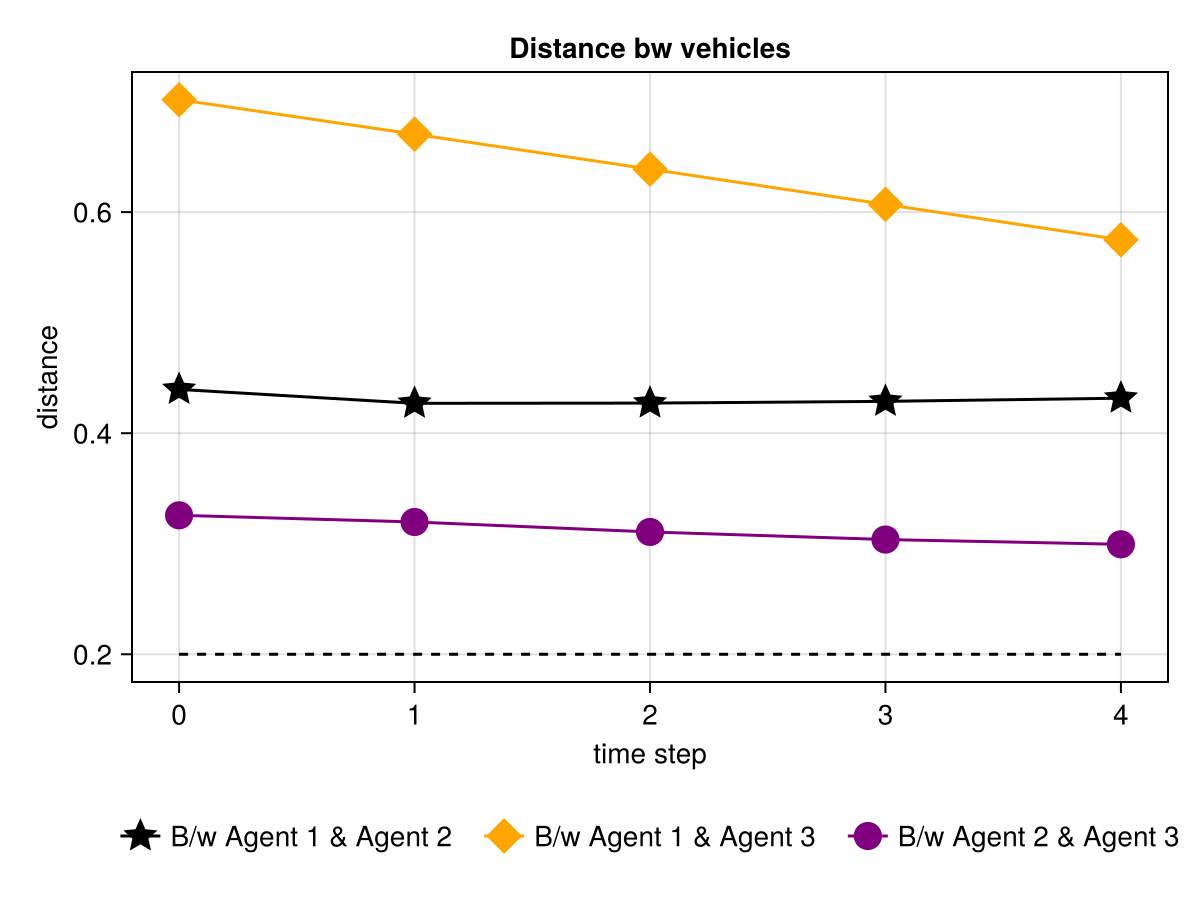 Distance bw vehicles
distance
0.6
0.4
0.2
0 1 2 3 4
time step
B/w Agent 1 & Agent 2 B/w Agent 1 & Agent 3 B/w Agent 2 & Agent 3